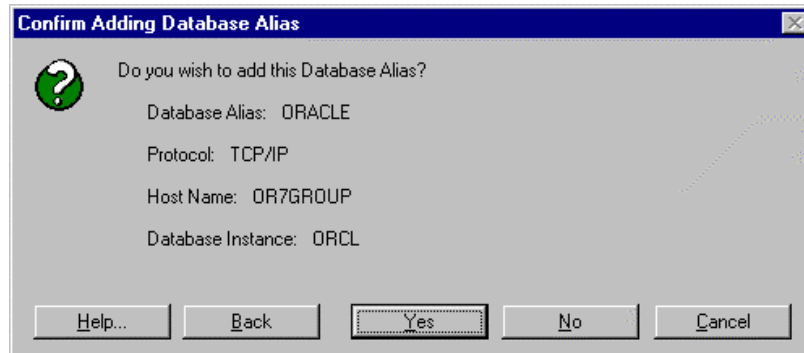 Confirm Adding Database Alias
Do you wish to add this Database Alias?
Database Alias: ORACLE
Protocol: TCP/IP
Host Name: OR7GROUP
Database Instance: ORCL
Help... Back Yes No Cancel